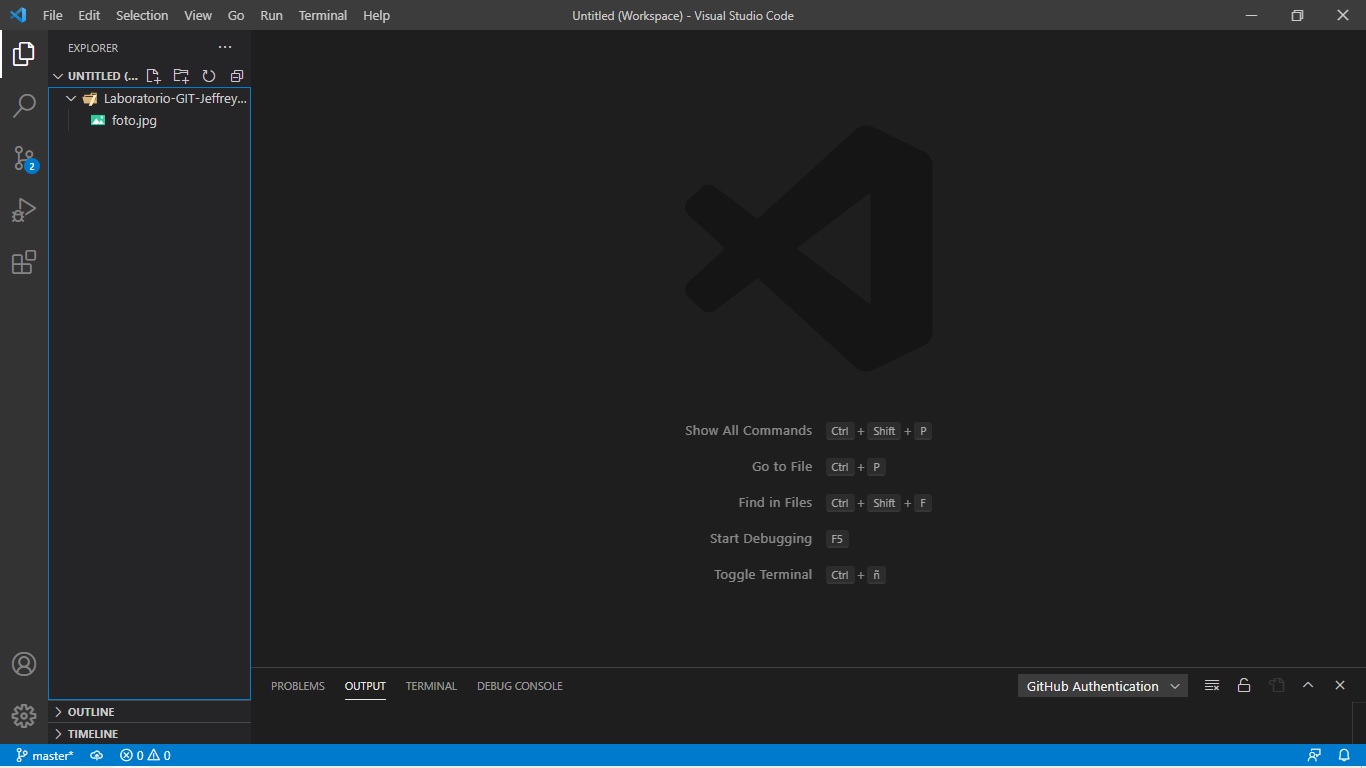 File Edit Selection View Go Run Terminal Help Untitled (Workspace) - Visual Studio Code
EXPLORER
UNTITLED (...
Laboratorio-GIT-Jeffrey...
foto.jpg
2
Show All Commands Ctrl + Shift + P
Go to File Ctrl + P
Find in Files Ctrl + Shift + F
Start Debugging F5
Toggle Terminal Ctrl + ñ
PROBLEMS OUTPUT TERMINAL DEBUG CONSOLE GitHub Authentication
OUTLINE
TIMELINE
master* 0 0